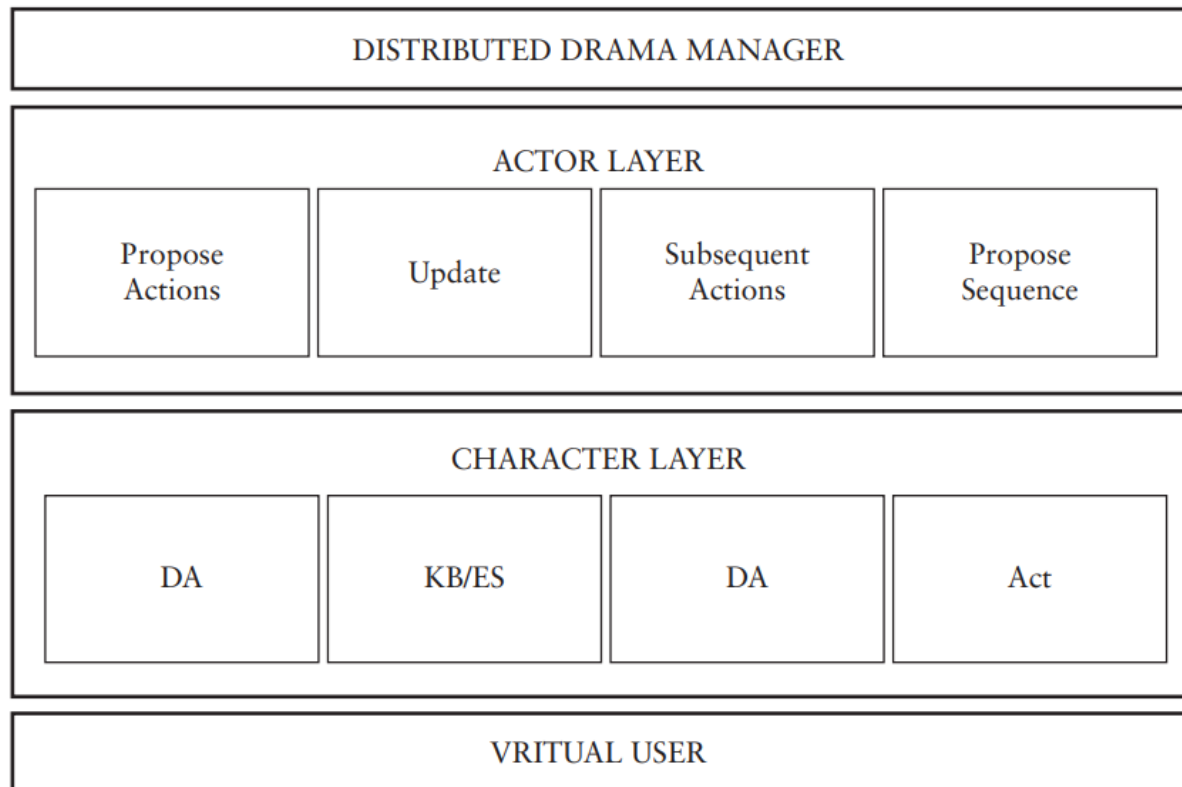 DISTRIBUTED DRAMA MANAGER
ACTOR LAYER
Propose
Actions
Update
Subsequent
Actions
Propose
Sequence
CHARACTER LAYER
DA
KB/ES
DA
Act
VRITUAL USER